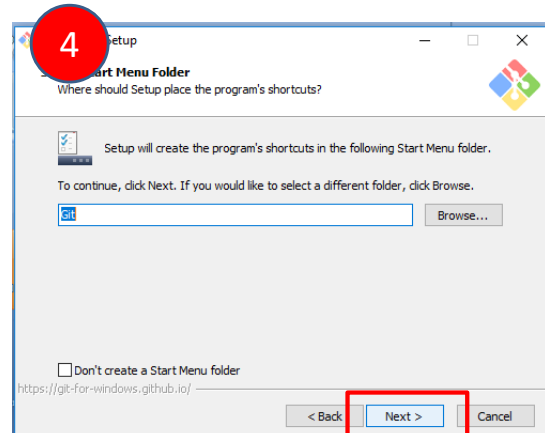 4
Setup
Start Menu Folder
Where should Setup place the program's shortcuts?
Setup will create the program's shortcuts in the following Start Menu folder.
To continue, click Next. If you would like to select a different folder, click Browse.
Git
Browse...
Don't create a Start Menu folder
https://git-for-windows.github.io/
< Back
Next >
Cancel